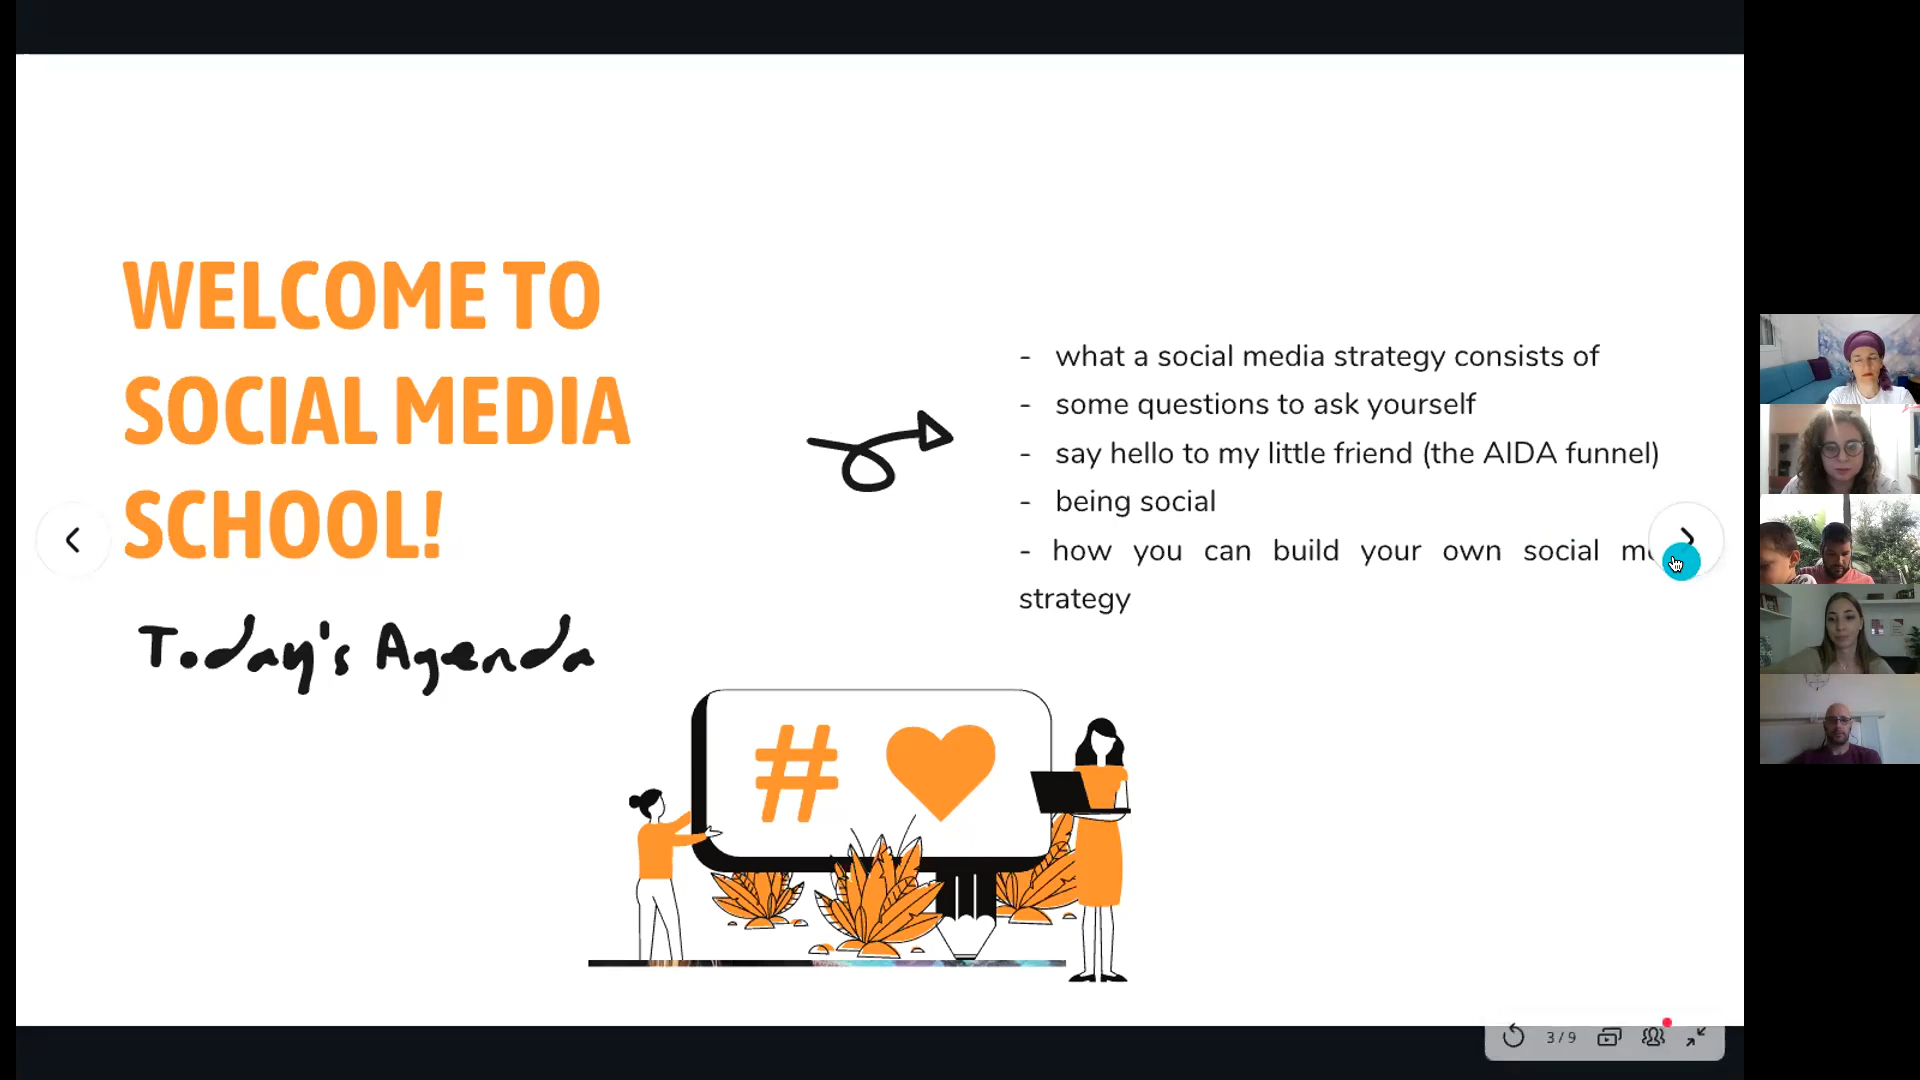 WELCOME TO
SOCIAL MEDIA
SCHOOL!
Today's Agenda
- what a social media strategy consists of
- some questions to ask yourself
- say hello to my little friend (the AIDA funnel)
- being social
- how you can build your own social
strategy
#
3/9